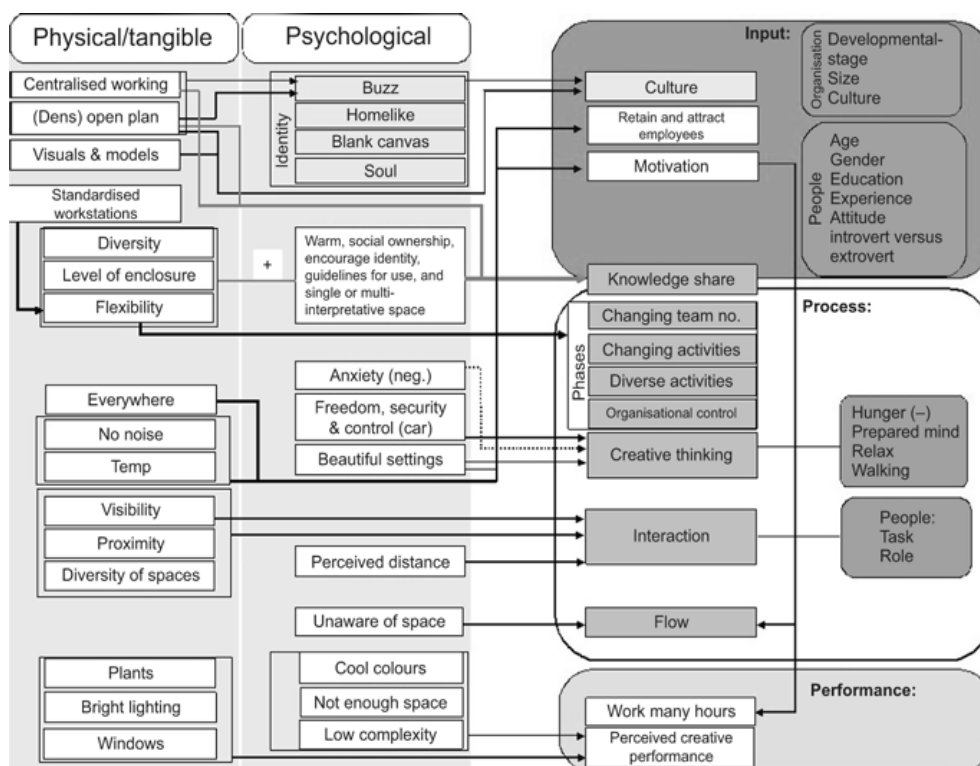 Physical/tangible
Psychological
Input:
Organisation
Developmental-
stage
Size
Culture
Centralised working
(Dens) open plan
Visuals & models
Standardised
workstations
Identity
Buzz
Homelike
Blank canvas
Soul
Culture
Retain and attract
employees
Motivation
People
Age
Gender
Education
Experience
Attitude
introvert versus
extrovert
Diversity
Level of enclosure
Flexibility
+
Warm, social ownership,
encourage identity,
guidelines for use, and
single or multi-
interpretative space
Knowledge share
Process:
Phases
Changing team no.
Changing activities
Diverse activities
Organisational control
Everywhere
No noise
Temp
Anxiety (neg.)
Freedom, security
& control (car)
Beautiful settings
Creative thinking
Hunger (–)
Prepared mind
Relax
Walking
Visibility
Proximity
Diversity of spaces
Perceived distance
Interaction
People:
Task
Role
Unaware of space
Flow
Plants
Bright lighting
Windows
Cool colours
Not enough space
Low complexity
Performance:
Work many hours
Perceived creative
performance